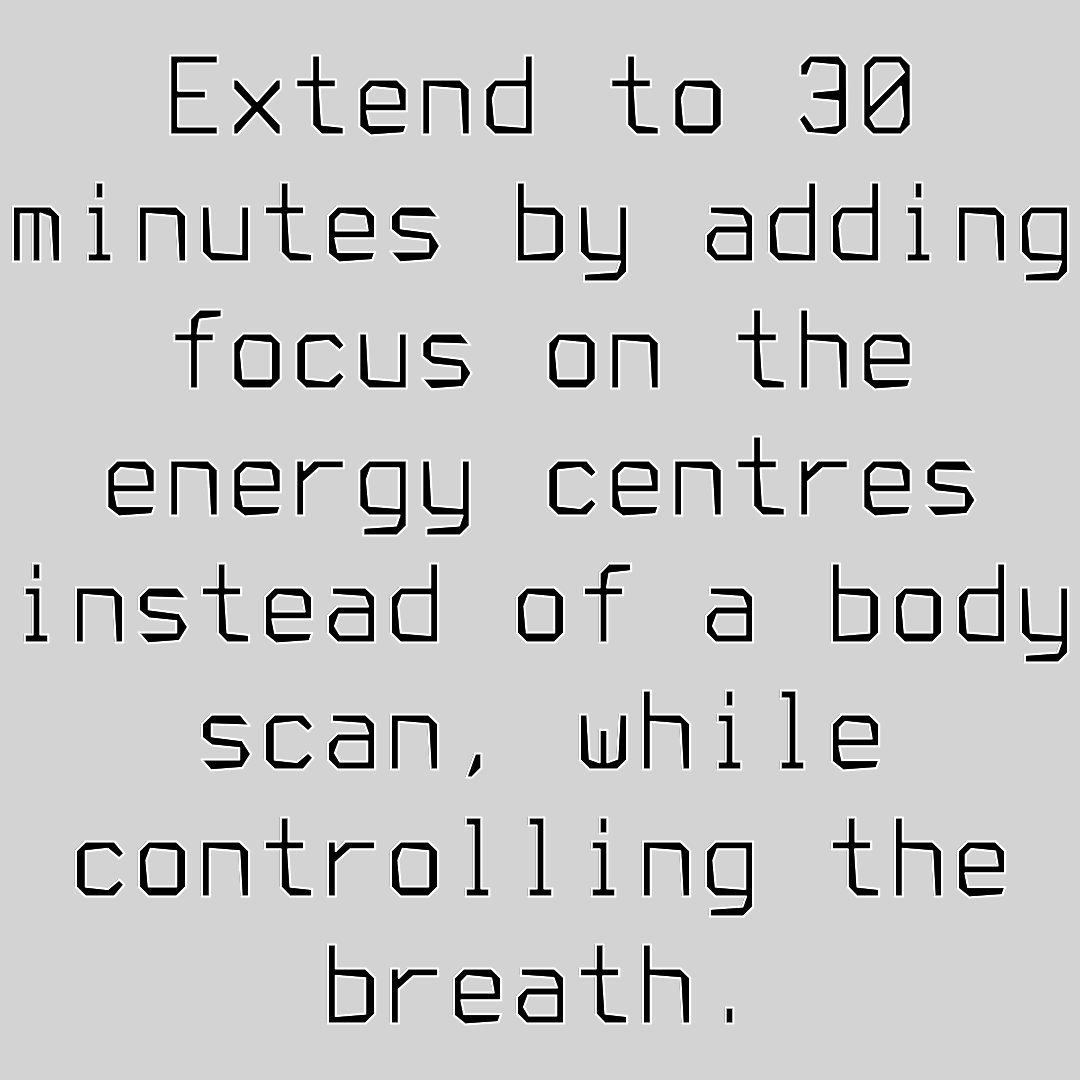 Extend to 30
minutes by adding
focus on the
energy centres
instead of a body
scan, while
controlling the
breath.